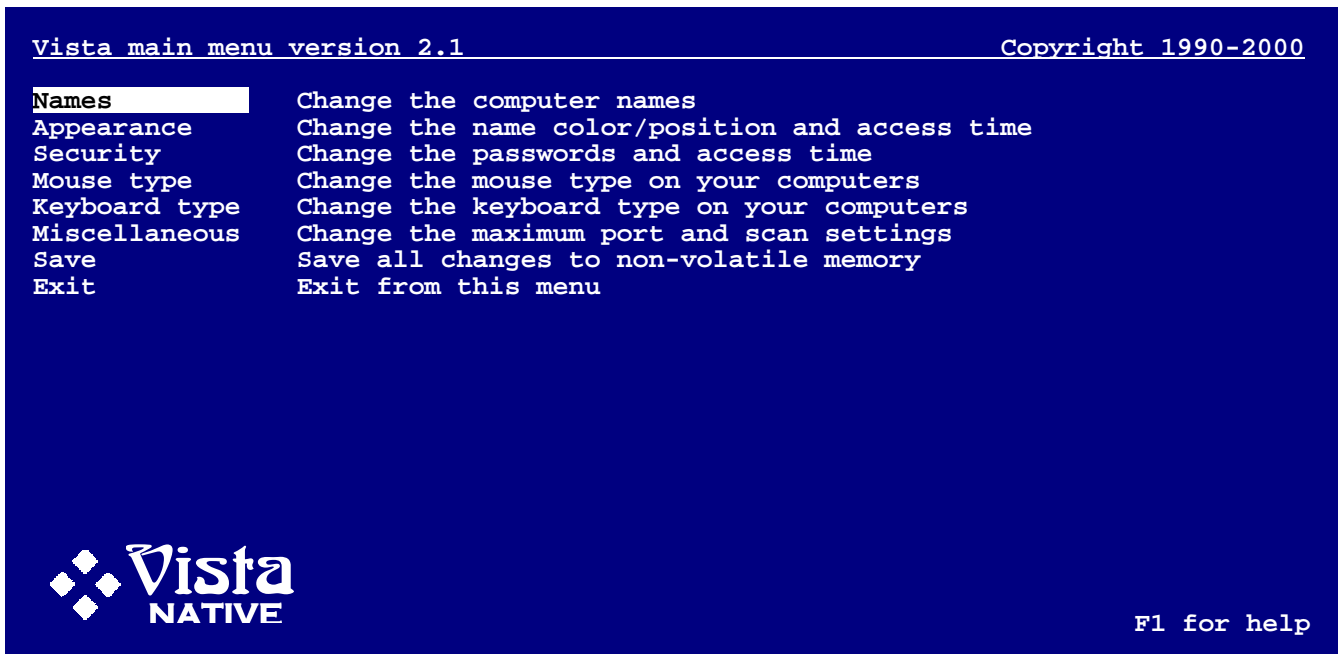 Vista main menu version 2.1 Copyright 1990-2000
Names Change the computer names
Appearance Change the name color/position and access time
Security Change the passwords and access time
Mouse type Change the mouse type on your computers
Keyboard type Change the keyboard type on your computers
Miscellaneous Change the maximum port and scan settings
Save Save all changes to non-volatile memory
Exit Exit from this menu
Vista
NATIVE
F1 for help